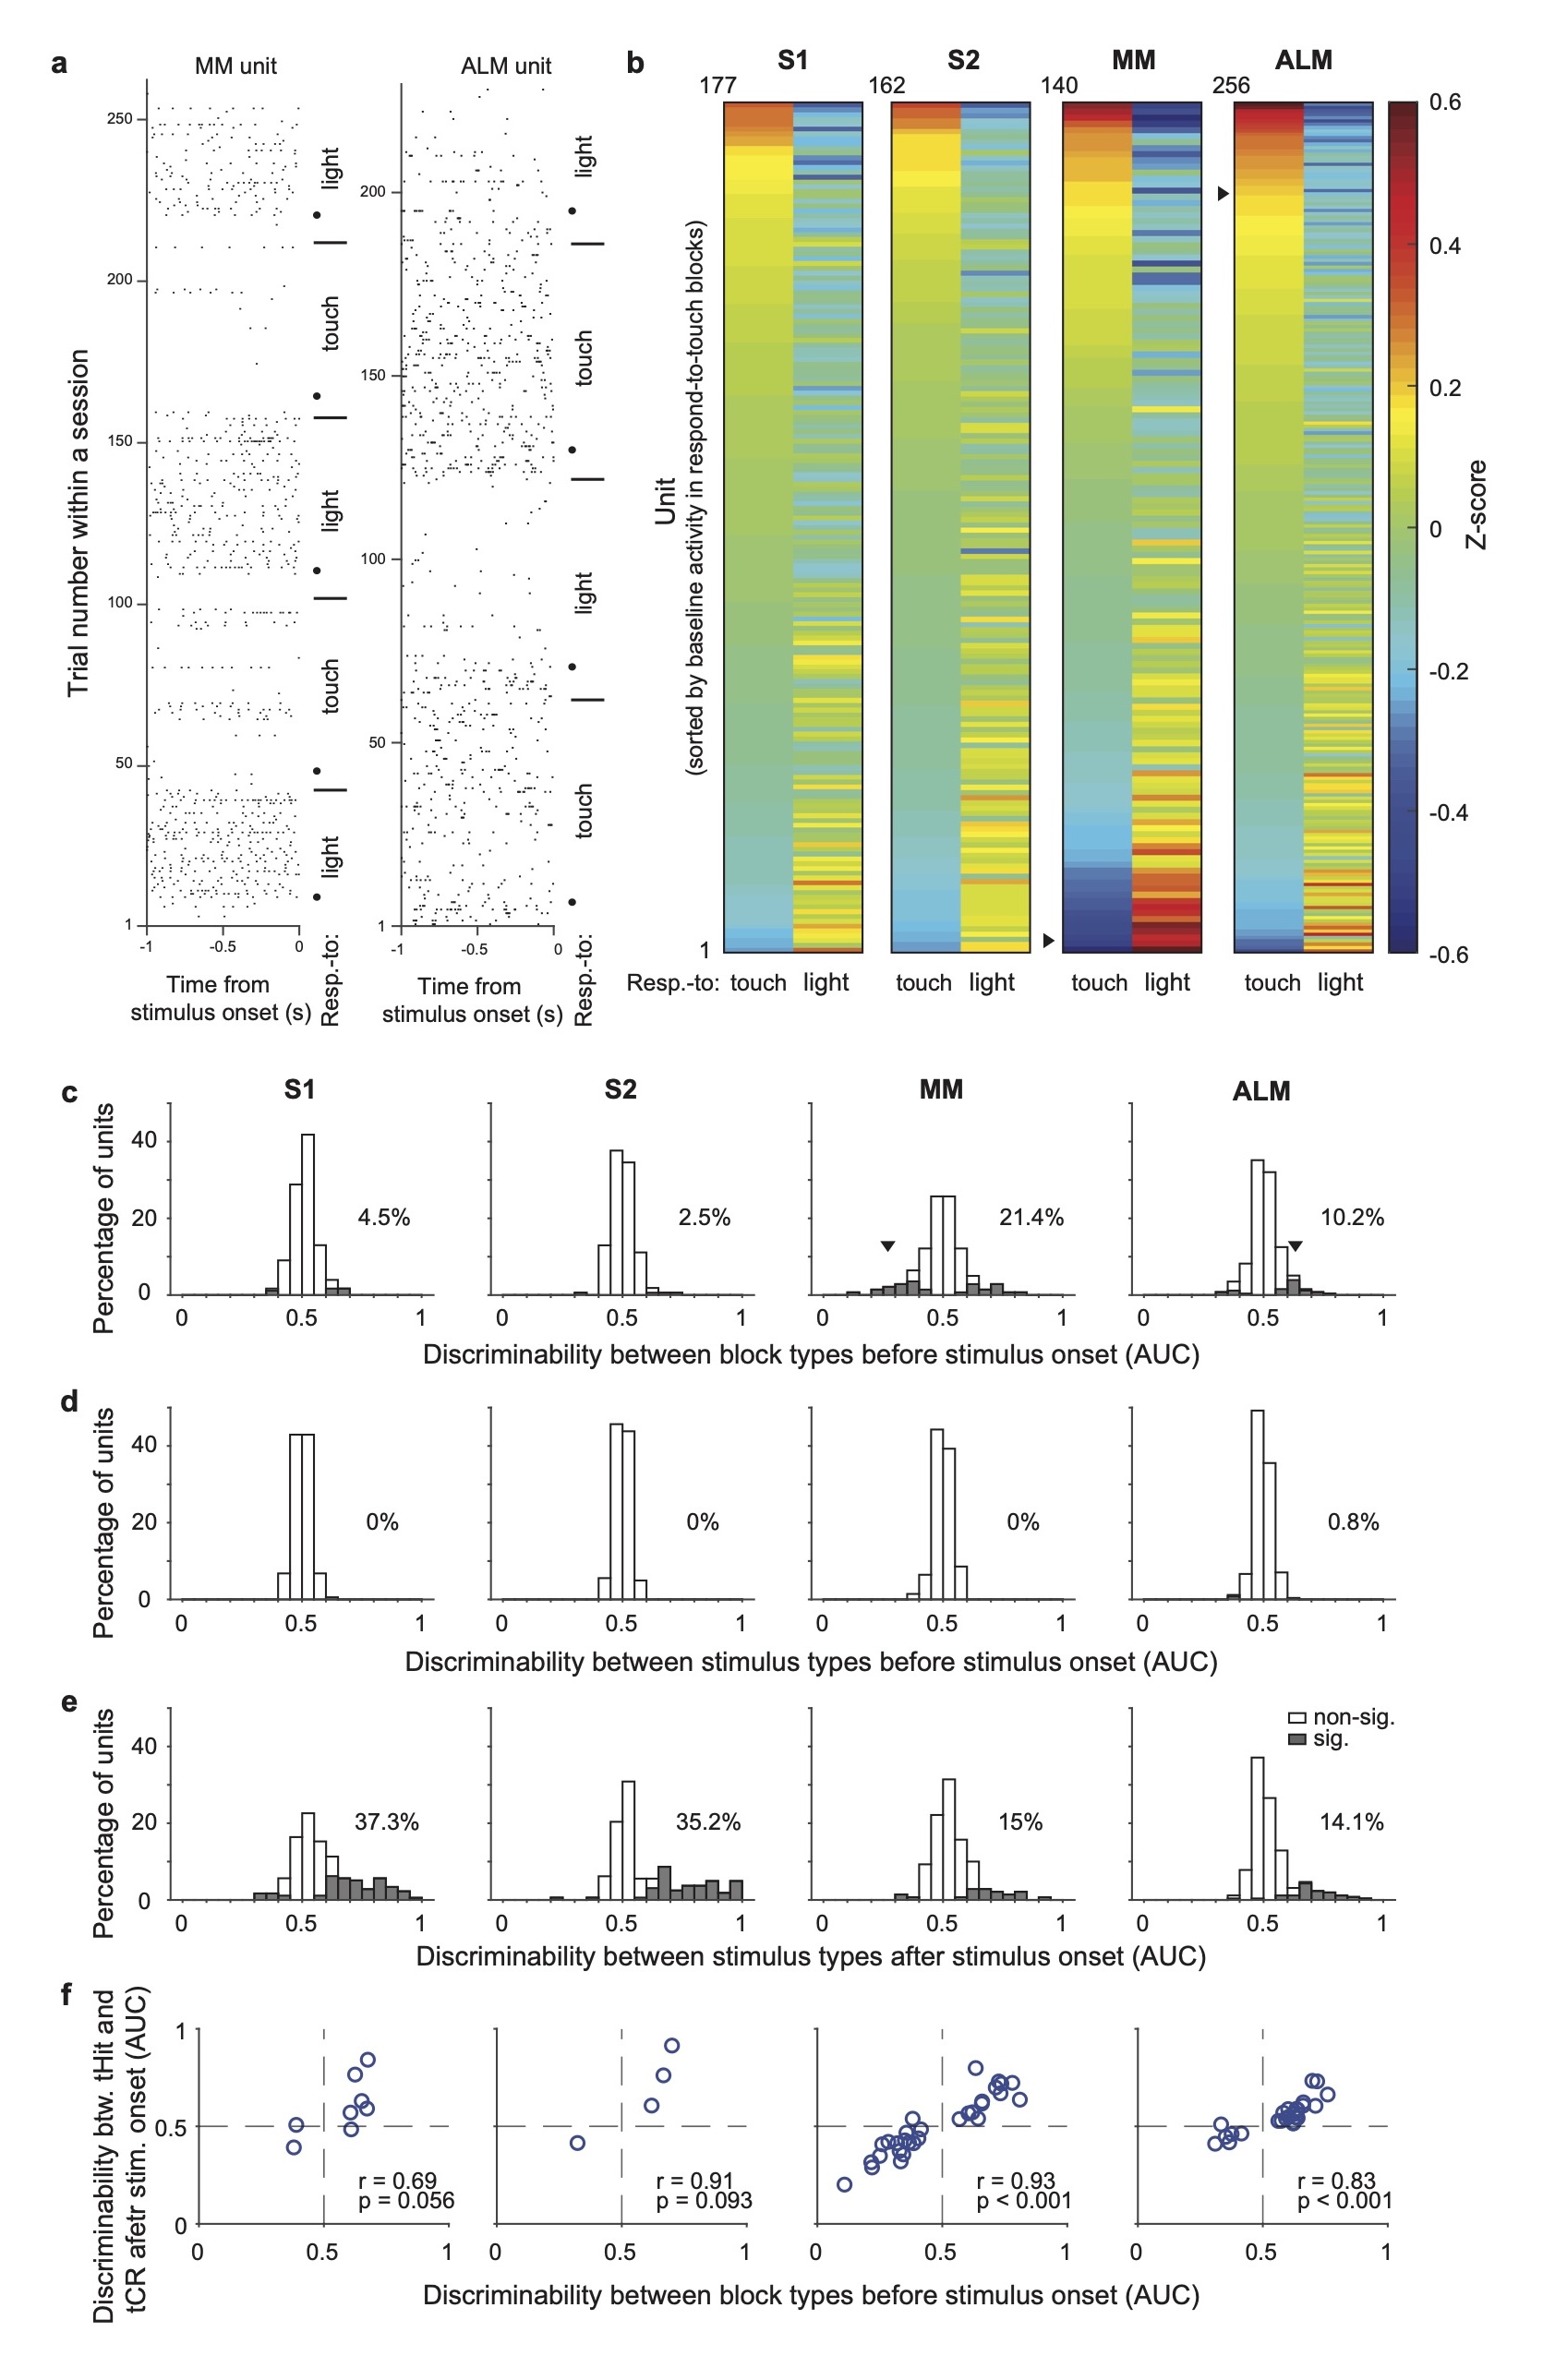 a
MM unit
ALM unit
250
200
150
100
50
1
-1
-0.5
0
Trial number within a session
Time from
stimulus onset (s)
light
touch
light
touch
light
Resp.-to:
200
150
100
50
1
-1
-0.5
0
Time from
stimulus onset (s)
light
touch
light
touch
Resp.-to:
b
S1
S2
MM
ALM
177
162
140
256
1
Unit
(sorted by baseline activity in respond-to-touch blocks)
Resp.-to: touch light
touch light
touch light
touch light
0.6
0.4
0.2
0
-0.2
-0.4
-0.6
Z-score
c
S1
S2
MM
ALM
Percentage of units
40
20
0
4.5%
2.5%
21.4%
10.2%
0 0.5 1
0 0.5 1
0 0.5 1
0 0.5 1
Discriminability between block types before stimulus onset (AUC)
d
Percentage of units
40
20
0
0%
0%
0%
0.8%
0 0.5 1
0 0.5 1
0 0.5 1
0 0.5 1
Discriminability between stimulus types before stimulus onset (AUC)
e
Percentage of units
40
20
0
37.3%
35.2%
15%
14.1%
non-sig.
sig.
0 0.5 1
0 0.5 1
0 0.5 1
0 0.5 1
Discriminability between stimulus types after stimulus onset (AUC)
f
Discriminability btw. tHit and
tCR afetr stim. onset (AUC)
1
0.5
0
r = 0.69
p = 0.056
r = 0.91
p = 0.093
r = 0.93
p < 0.001
r = 0.83
p < 0.001
0 0.5 1
0 0.5 1
0 0.5 1
0 0.5 1
Discriminability between block types before stimulus onset (AUC)